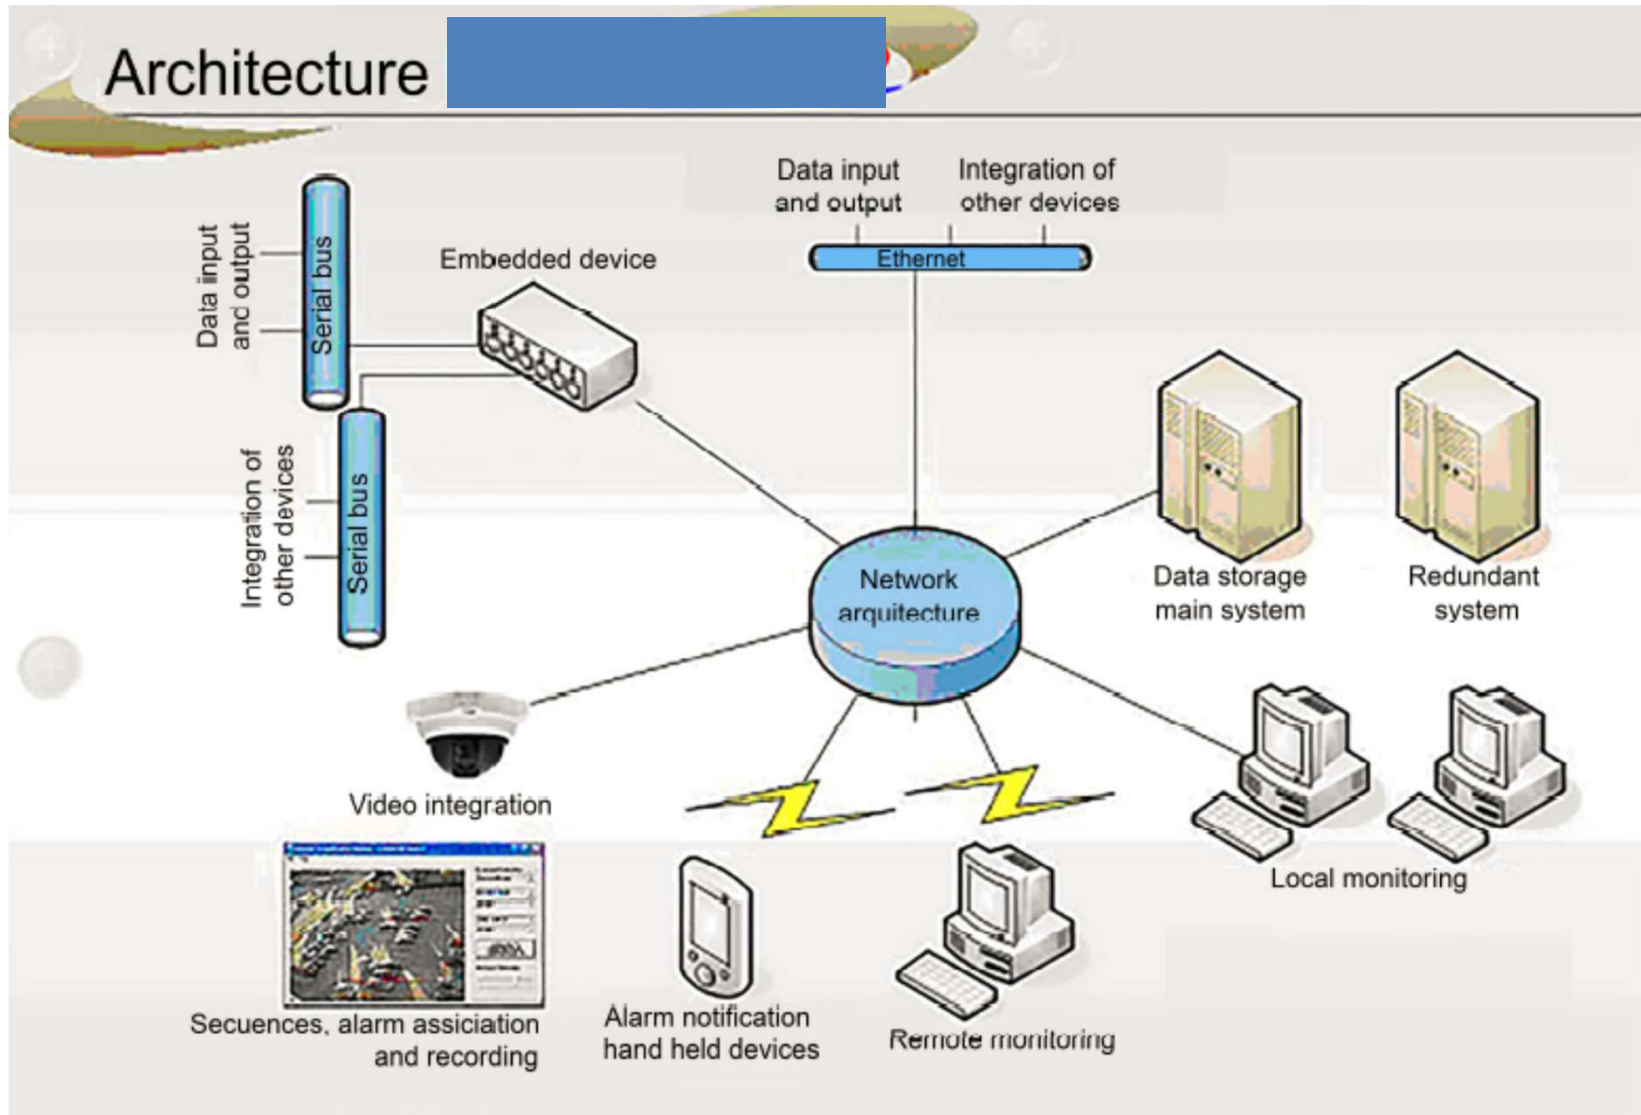 Architecture
Data input
and output
Integration of
other devices
Ethernet
Embedded device
Data input
and output
Serial bus
Integration of
other devices
Serial bus
Network
arquitecture
Data storage
main system
Redundant
system
Video integration
Local monitoring
Secuences, alarm assiciation
and recording
Alarm notification
hand held devices
Remote monitoring